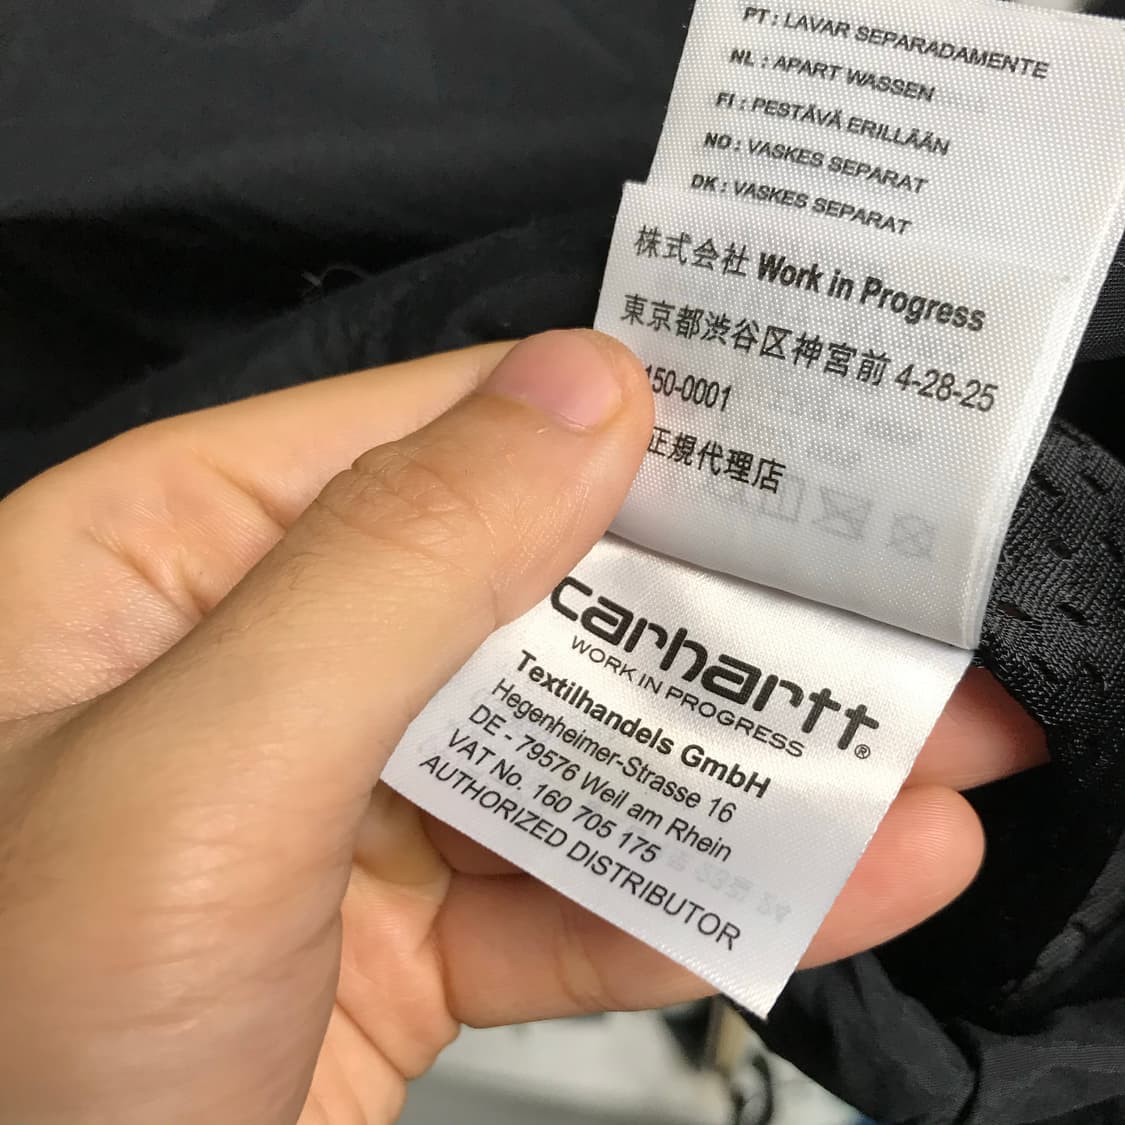 PT : LAVAR SEPARADAMENTE
NL : APART WASSEN
FI : PESTÄVÄ ERILLÄÄN
NO : VASKES SEPARAT
DK : VASKES SEPARAT
株式会社 Work in Progress
東京都渋谷区神宮前 4-28-25
150-0001
正規代理店
carhartt®
WORK IN PROGRESS
Textilhandels GmbH
Hegenheimer-Strasse 16
DE - 79576 Weil am Rhein
VAT No. 160 705 175
AUTHORIZED DISTRIBUTOR